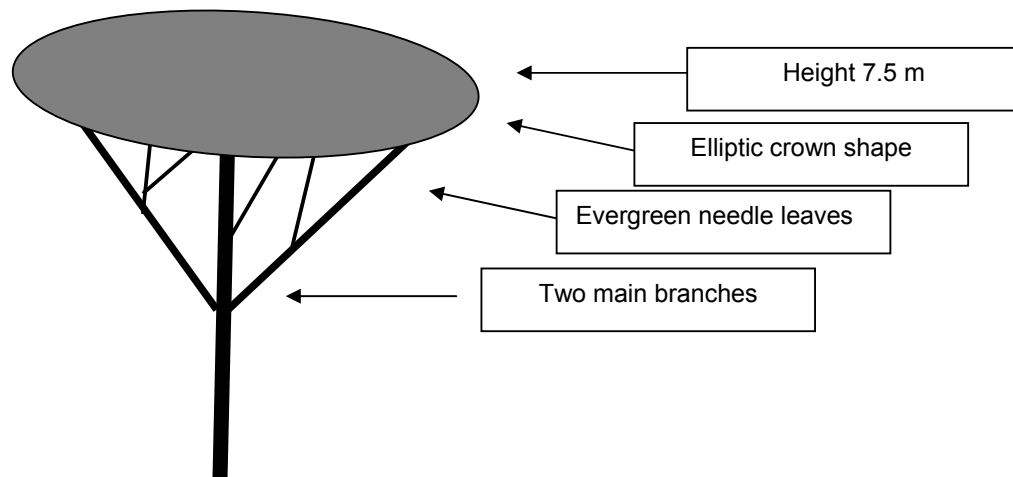 Height 7.5 m
Elliptic crown shape
Evergreen needle leaves
Two main branches